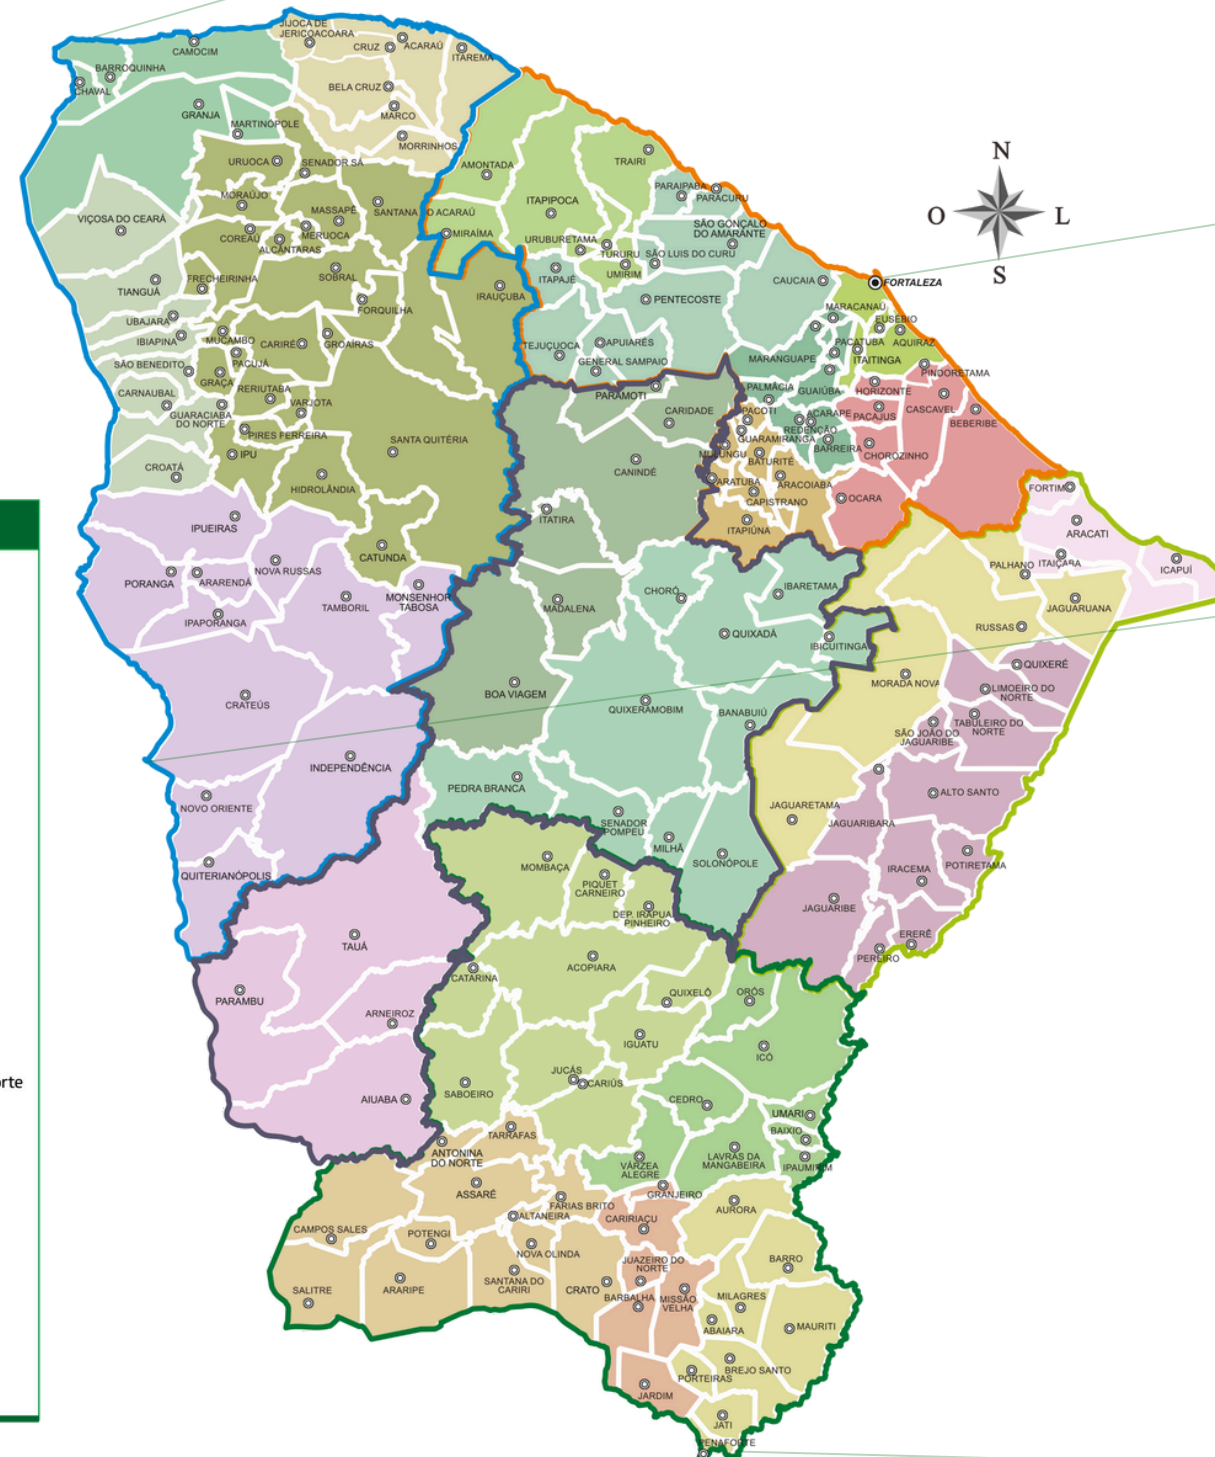 JIJOCA DE
JERICOACOARA
CRUZ
ACARAÚ
ITAREMA
CAMOCIM
BARROQUINHA
CHAVAL
BELA CRUZ
MARCO
GRANJA
MARTINÓPOLE
MORRINHOS
URUOCA
SENADOR SÁ
AMONTADA
TRAIRI
MORAÚJO
MASSAPÊ
SANTANA DO ACARAÚ
ITAPIPOCA
PARAIPABA
PARACURU
VIÇOSA DO CEARÁ
COREAÚ
MERUOCA
ALCÂNTARAS
MIRAÍMA
URUBURETAMA
TURURU
UMIRIM
SÃO GONÇALO
DO AMARANTE
SÃO LUIS DO CURU
N
O
L
S
TIANGUÁ
FRECHEIRINHA
SOBRAL
FORQUILHA
IRAUÇUBA
ITAPAJÉ
PENTECOSTE
CAUCAIA
FORTALEZA
UBAJARA
IBIAPINA
MUCAMBO
CARIRÉ
GROAÍRAS
PACUJÁ
TEJUÇUOCA
APUIARÉS
GENERAL SAMPAIO
MARACANAÚ
EUSÉBIO
PACATUBA
AQUIRAZ
MARANGUAPE
ITAITINGA
SÃO BENEDITO
GRAÇA
RERIUTABA
VARJOTA
CARNAUBAL
GUARACIABA
DO NORTE
PIRES FERREIRA
IPU
CROATÁ
HIDROLÂNDIA
SANTA QUITÉRIA
PARAMOTI
CARIDADE
CANINDÉ
PALMÁCIA
GUAIÚBA
PINDORETAMA
HORIZONTE
CASCAVEL
PACAJUS
BEBERIBE
PACOTI
ACARAPE
REDENÇÃO
GUARAMIRANGA
MULUNGU
BARREIRA
CHOROZINHO
BATURITÉ
ARATUBA
ARACOIABA
CAPISTRANO
OCARA
ITAPIÚNA
FORTIM
ARACATI
ICAPUÍ
ITAIÇABA
PALHANO
JAGUARUANA
RUSSAS
IPUEIRAS
PORANGA
ARARENDÁ
NOVA RUSSAS
CATUNDA
IPAPORANGA
TAMBORIL
MONSENHOR
TABOSA
ITATIRA
MADALENA
CHORÓ
IBARETAMA
QUIXADÁ
IBICUITINGA
CRATEÚS
BOA VIAGEM
QUIXERAMOBIM
BANABUIÚ
MORADA NOVA
QUIXERÉ
LIMOEIRO DO
NORTE
TABULEIRO DO
NORTE
SÃO JOÃO DO
JAGUARIBE
INDEPENDÊNCIA
NOVO ORIENTE
PEDRA BRANCA
SENADOR
POMPEU
MILHÃ
SOLONÓPOLE
JAGUARETAMA
ALTO SANTO
JAGUARIBARA
IRACEMA
POTIRETAMA
QUITERIANÓPOLIS
MOMBAÇA
PIQUET
CARNEIRO
DEP. IRAPUAN
PINHEIRO
JAGUARIBE
ERERÊ
PEREIRO
TAUÁ
PARAMBU
ARNEIROZ
AIUABA
CATARINA
ACOPIARA
QUIXELÔ
ORÓS
IGUATU
ICÓ
JUCÁS
CARIÚS
SABOEIRO
CEDRO
UMARI
BAIXIO
IPAUMIRIM
orte
TARRAFAS
ANTONINA
DO NORTE
VÁRZEA
ALEGRE
LAVRAS DA
MANGABEIRA
GRANJEIRO
ASSARÉ
FARIAS BRITO
ALTANEIRA
CARIRIAÇU
AURORA
CAMPOS SALES
POTENGI
NOVA OLINDA
SALITRE
ARARIPE
SANTANA DO
CARIRI
CRATO
JUAZEIRO DO
NORTE
BARBALHA
MISSÃO
VELHA
BARRO
MILAGRES
ABAIARA
MAURITI
BREJO SANTO
PORTEIRAS
JARDIM
JATI
PENAFORTE